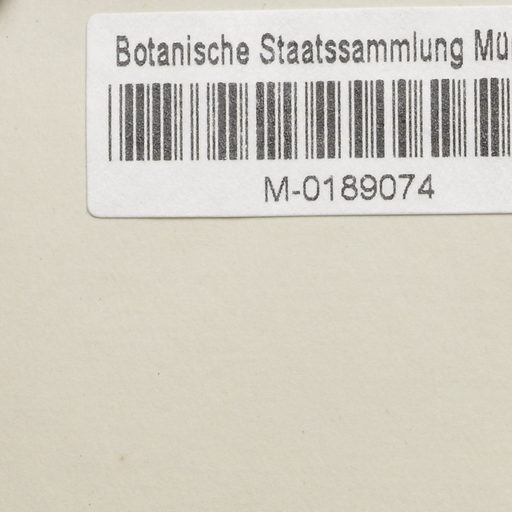 Botanische Staatssammlung Mü
M-0189074